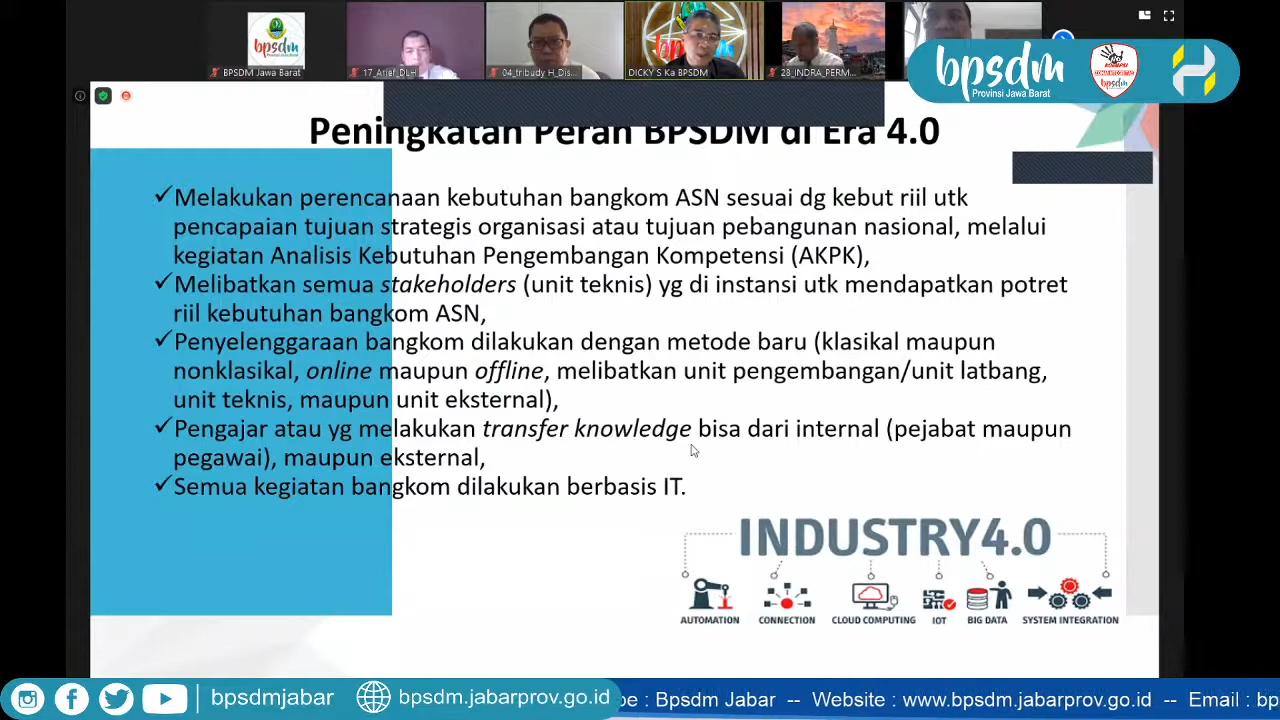 bpsdm
BPSDM Jawa Barat
17_Arief_DLH
04_tribudy H_Dis...
DICKY S Ka BPSDM
28_INDRA_PERM...
bpsdm
Provinsi Jawa Barat
bpsdm
Peningkatan Peran BPSDM di Era 4.0
✓Melakukan perencanaan kebutuhan bangkom ASN sesuai dg kebut riil utk
pencapaian tujuan strategis organisasi atau tujuan pebangunan nasional, melalui
kegiatan Analisis Kebutuhan Pengembangan Kompetensi (AKPK),
✓Melibatkan semua stakeholders (unit teknis) yg di instansi utk mendapatkan potret
riil kebutuhan bangkom ASN,
✓Penyelenggaraan bangkom dilakukan dengan metode baru (klasikal maupun
nonklasikal, online maupun offline, melibatkan unit pengembangan/unit latbang,
unit teknis, maupun unit eksternal),
✓Pengajar atau yg melakukan transfer knowledge bisa dari internal (pejabat maupun
pegawai), maupun eksternal,
✓Semua kegiatan bangkom dilakukan berbasis IT.
INDUSTRY4.0
AUTOMATION
CONNECTION
CLOUD COMPUTING
IOT
BIG DATA
SYSTEM INTEGRATION
bpsdmjabar
bpsdm.jabarprov.go.id
be : Bpsdm Jabar -- Website : www.bpsdm.jabarprov.go.id -- Email : bp